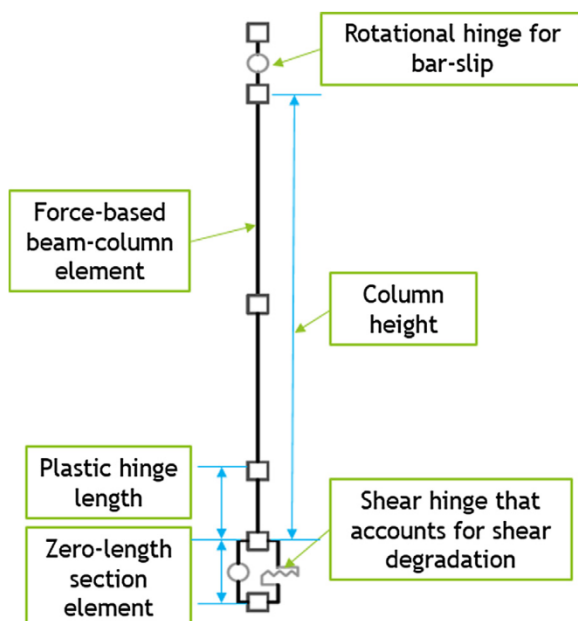 Rotational hinge for
bar-slip
Force-based
beam-column
element
Column
height
Plastic hinge
length
Shear hinge that
accounts for shear
degradation
Zero-length
section
element